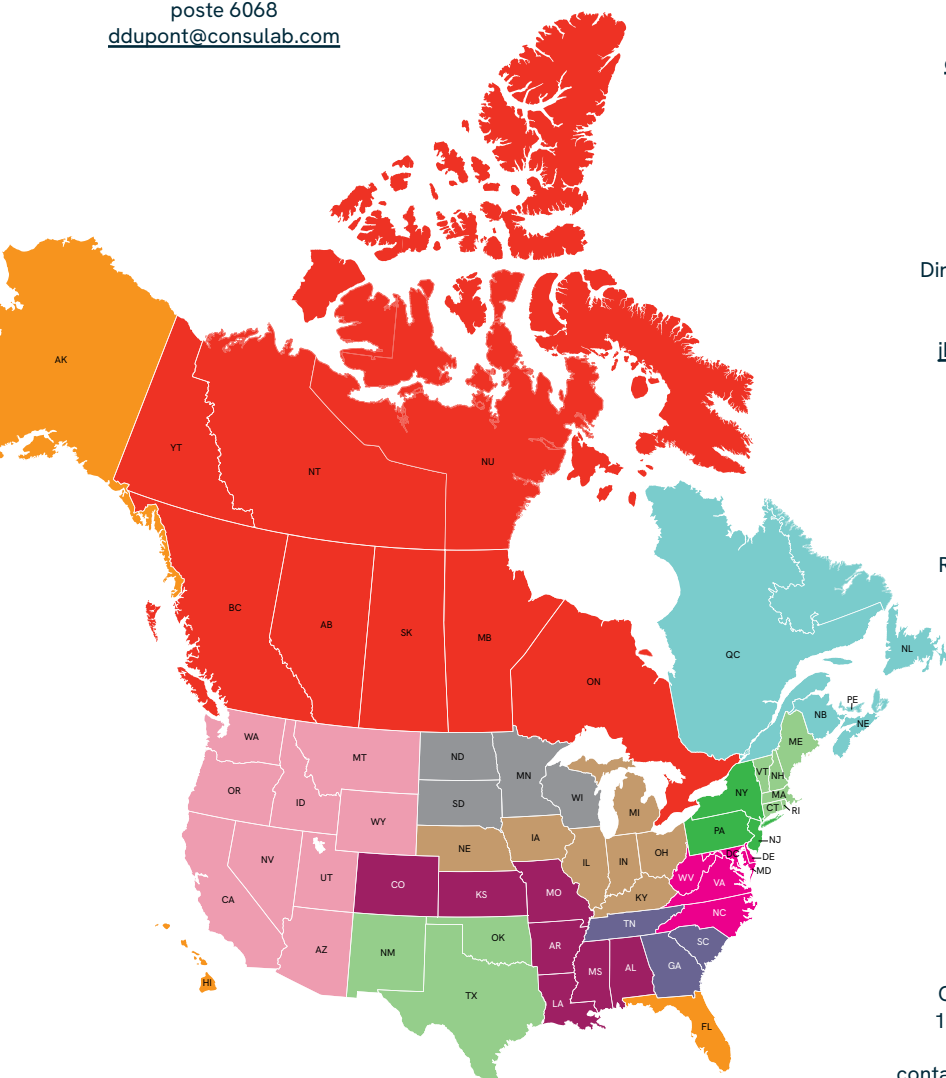 poste 6068
ddupont@consulab.com
Dir
AK
YT
NT
NU
BC
AB
SK
MB
ON
QC
NL
PE
NB
NE
ME
WA
MT
ND
MN
VT
NH
OR
ID
SD
WI
MI
NY
MA
CT
RI
WY
PA
NJ
NV
UT
NE
IA
IL
IN
OH
DC
DE
MD
CA
CO
KS
MO
KY
WV
VA
NC
AZ
NM
OK
AR
TN
SC
TX
MS
AL
GA
LA
HI
FL
1
conta